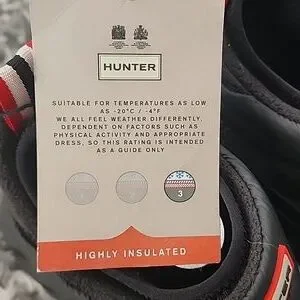 HUNTER
SUITABLE FOR TEMPERATURES AS LOW
AS -20°C / -4°F
WE ALL FEEL WEATHER DIFFERENTLY,
DEPENDENT ON FACTORS SUCH AS
PHYSICAL ACTIVITY AND APPROPRIATE
DRESS, SO THIS RATING IS INTENDED
AS A GUIDE ONLY
3
HIGHLY INSULATED